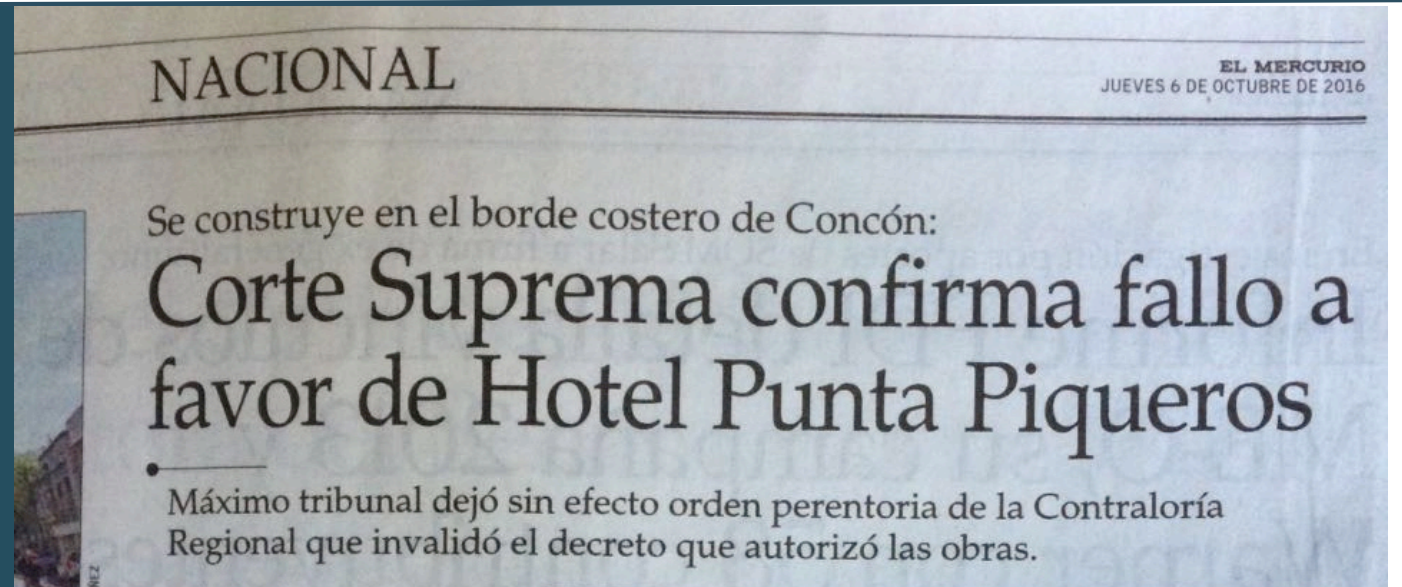 NACIONAL
EL MERCURIO
JUEVES 6 DE OCTUBRE DE 2016
Se construye en el borde costero de Concón:
Corte Suprema confirma fallo a
favor de Hotel Punta Piqueros
Máximo tribunal dejó sin efecto orden perentoria de la Contraloría
Regional que invalidó el decreto que autorizó las obras.